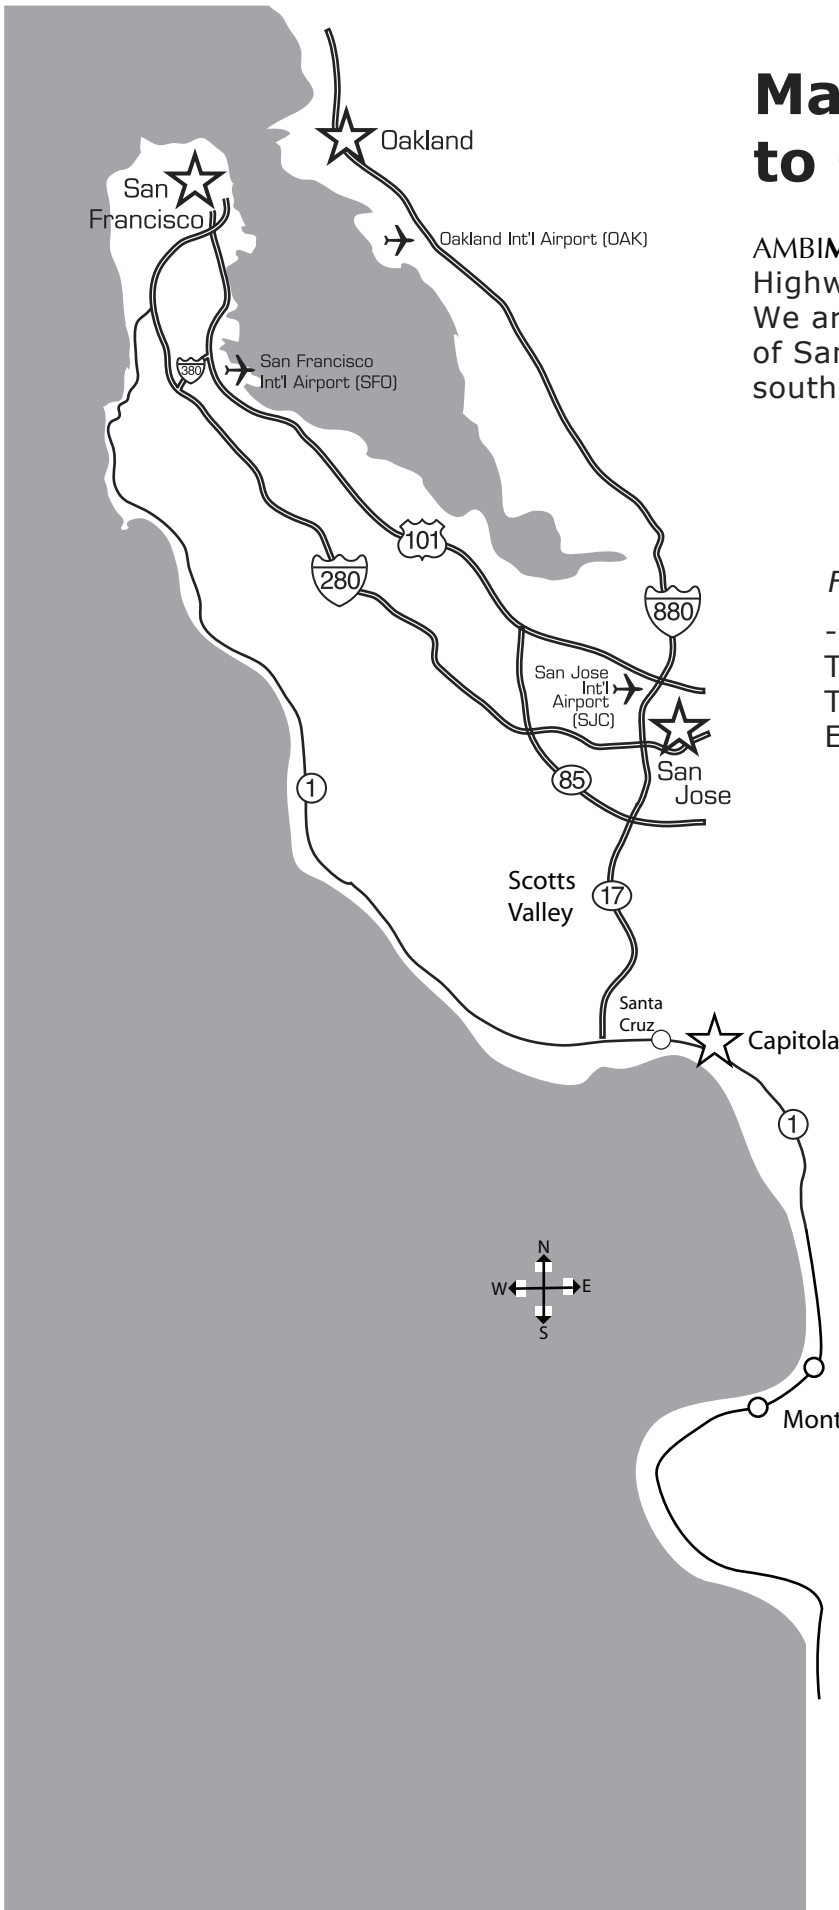 Ma
to
AMBIM
Highw
We ar
of Sar
south
Oakland
San
Francisco
Oakland Int'l Airport (OAK)
380
San Francisco
Int'l Airport (SFO)
101
280
880
F
-
T
T
E
San Jose
Int'l
Airport
(SJC)
San
Jose
85
1
Scotts
Valley
17
Santa
Cruz
Capitola
1
N
W E
S
Mont